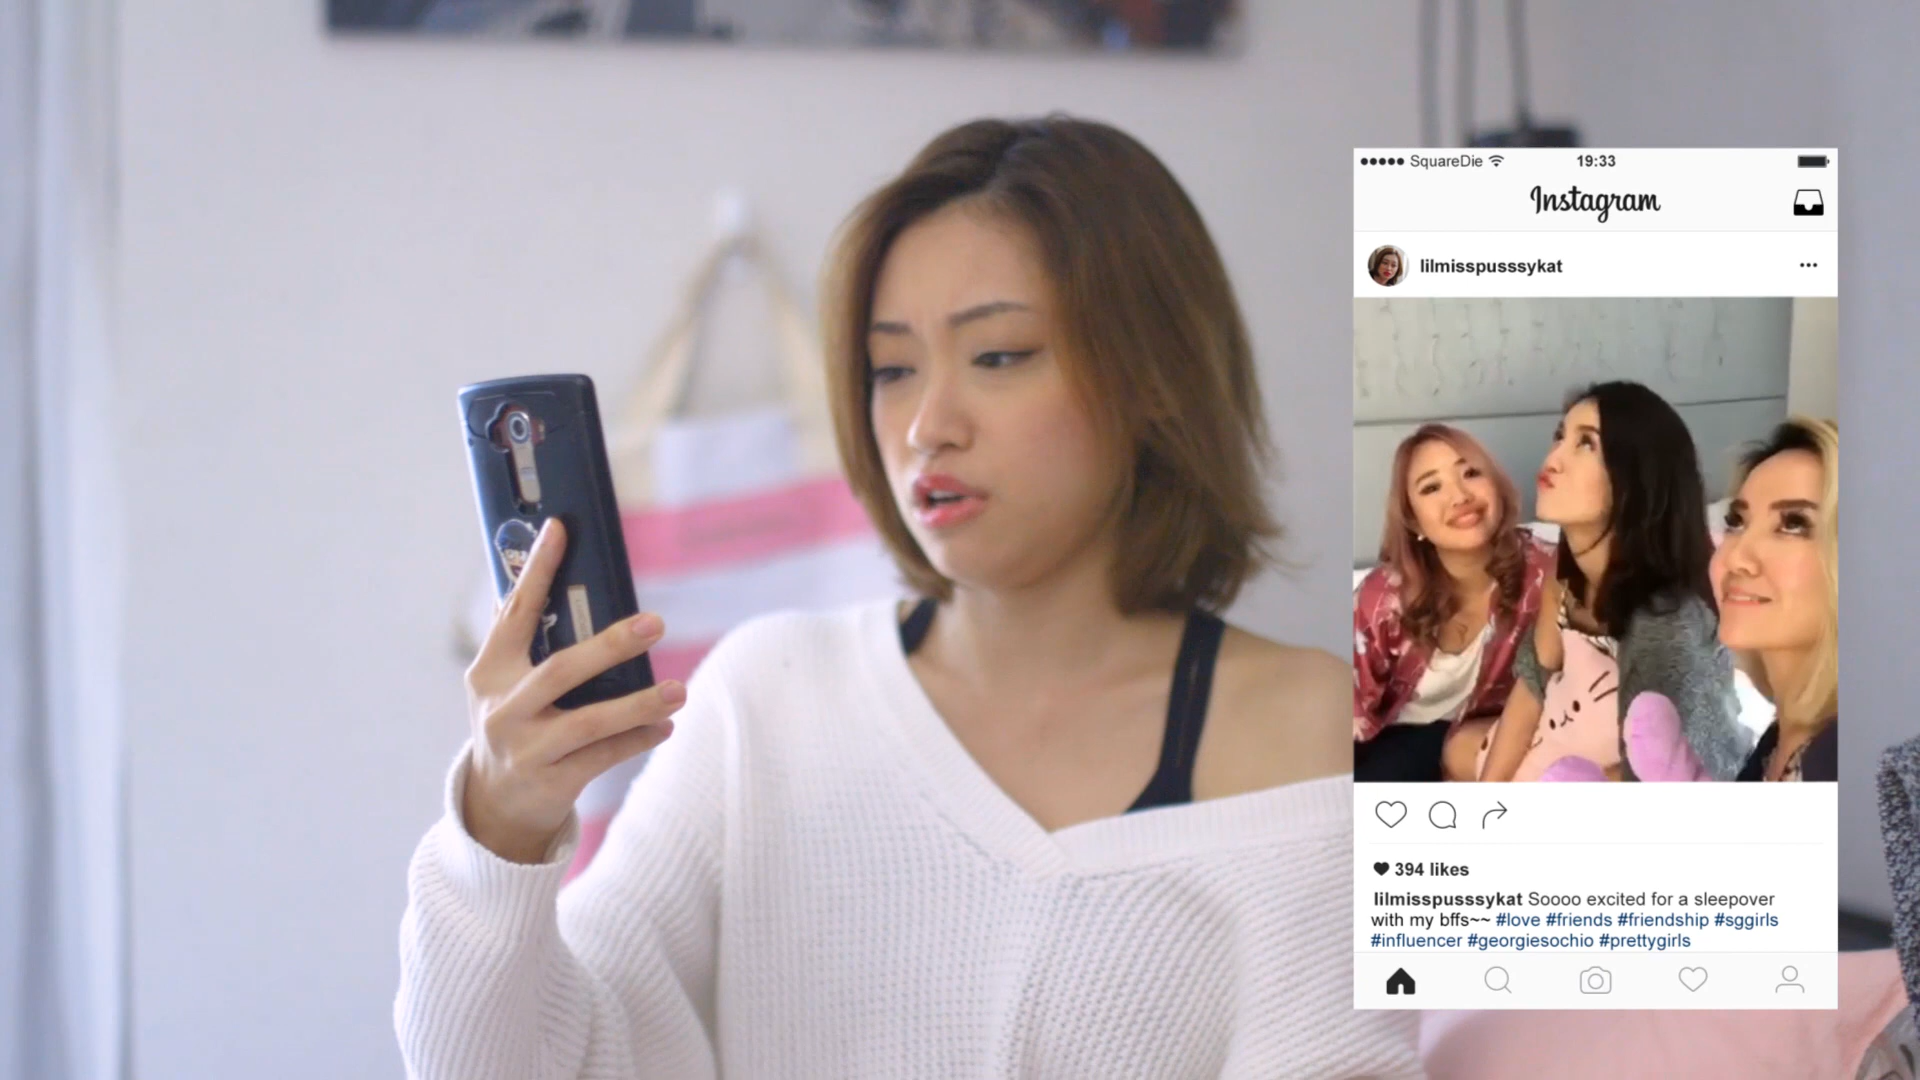 SquareDie 19:33
Instagram
lilmisspusssykat
394 likes
lilmisspusssykat Soooo excited for a sleepover
with my bffs~~ #love #friends #friendship #sggirls
#influencer #georgiesochio #prettygirls